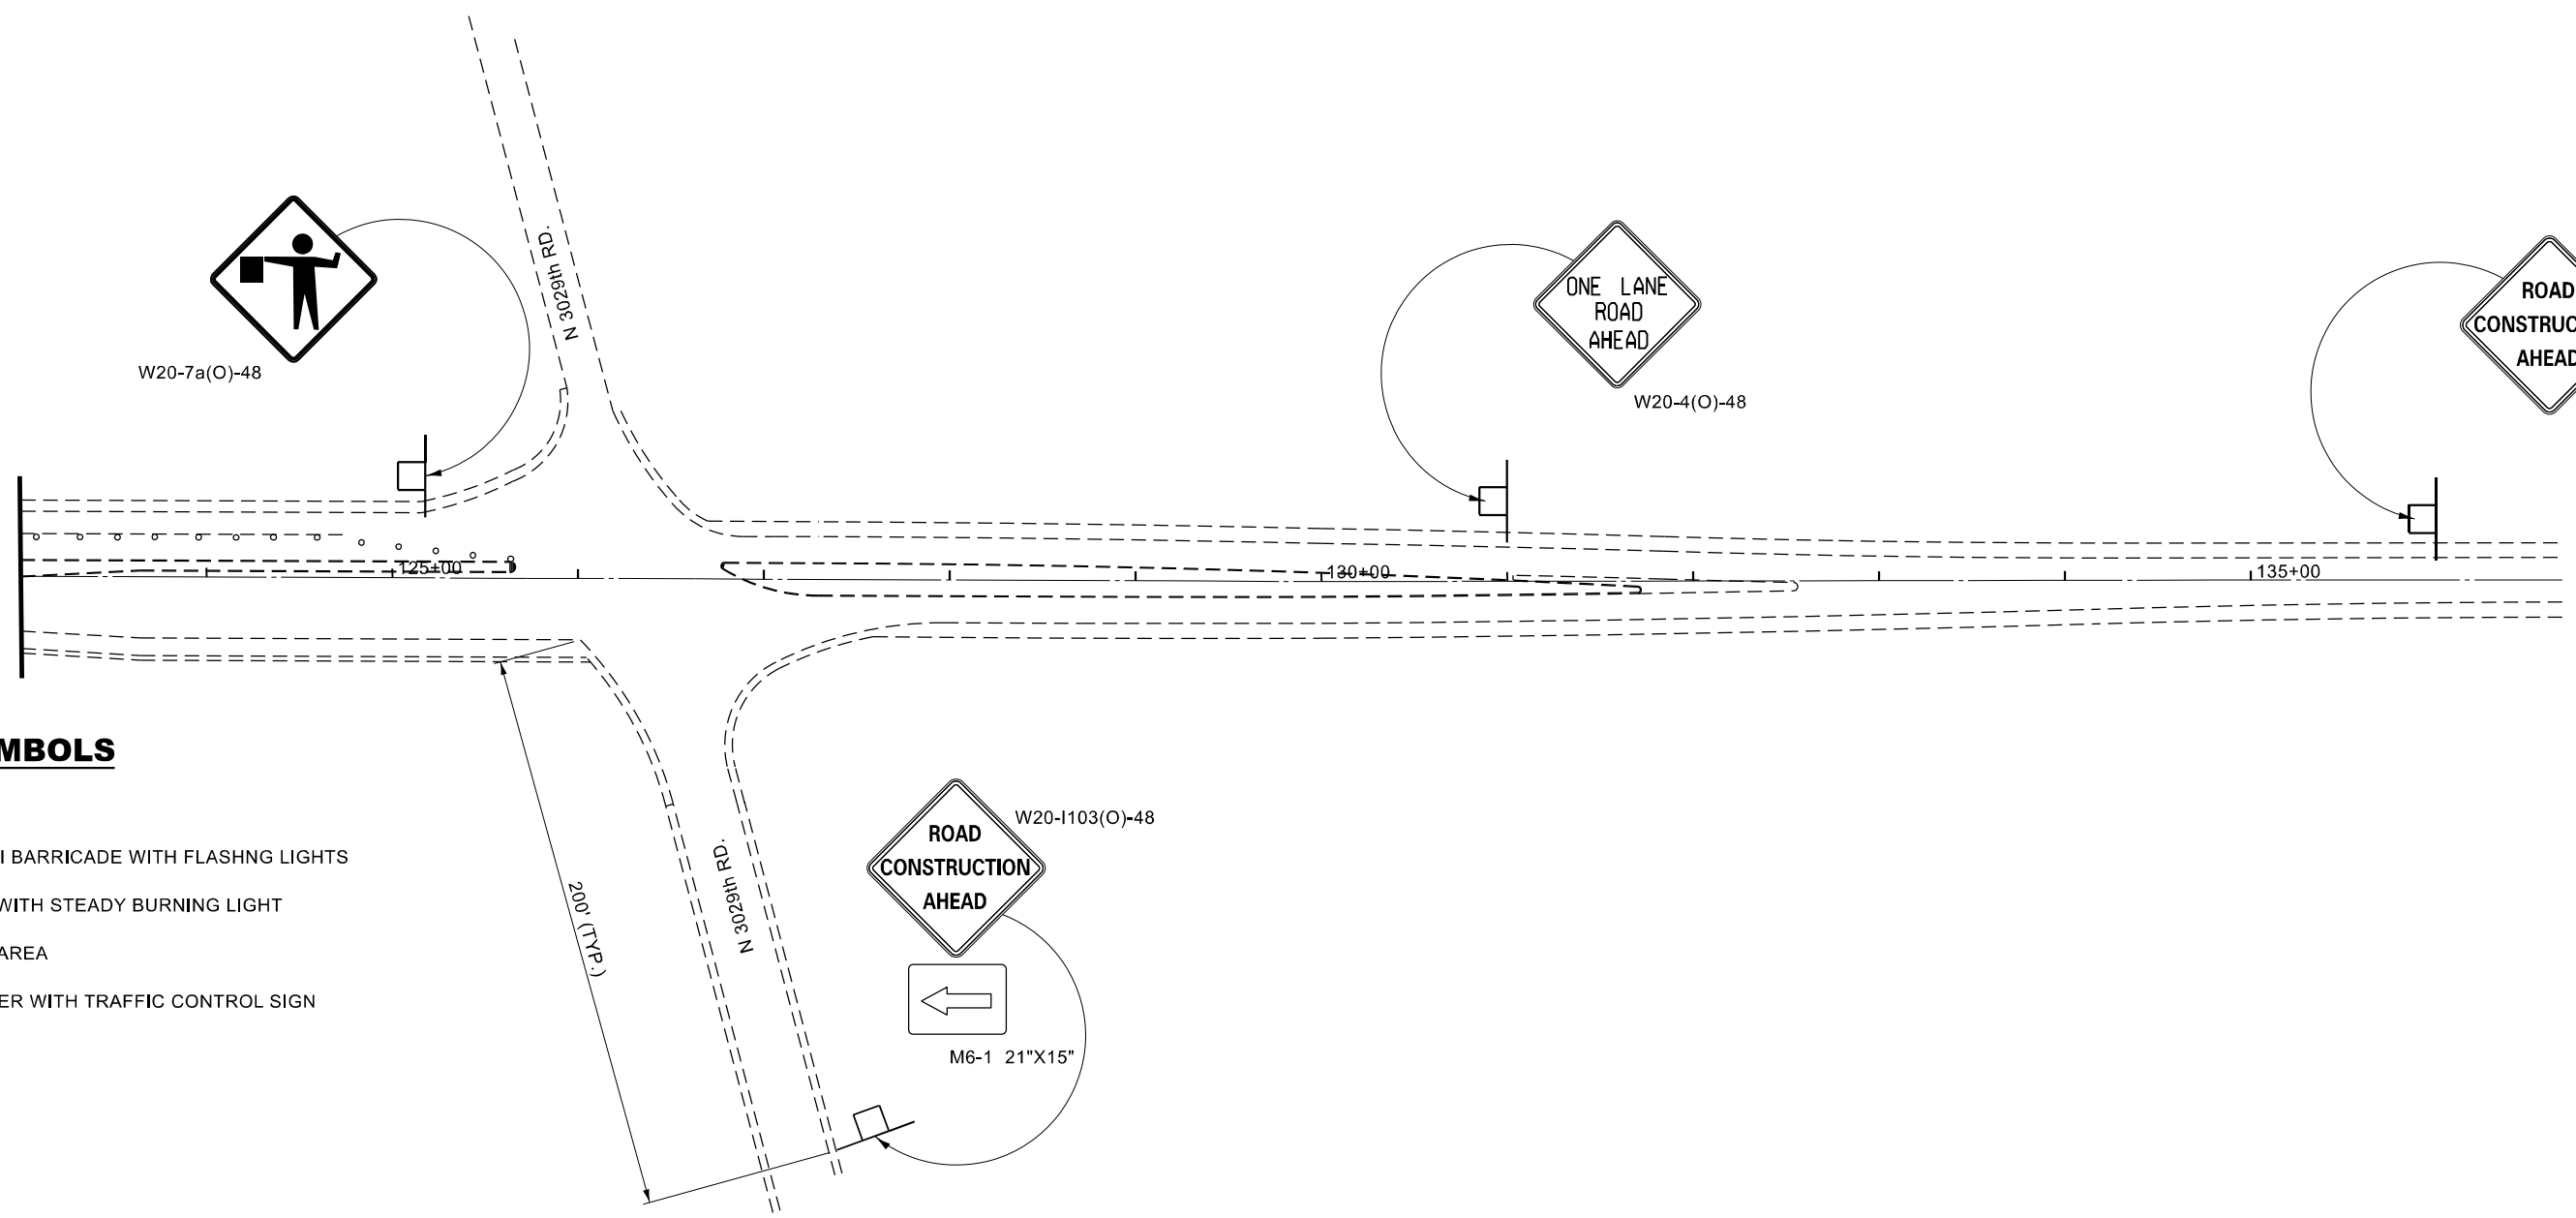 N 3029th RD.
W20-7a(O)-48
ONE LANE
ROAD
AHEAD
W20-4(O)-48
ROAD
CONSTRUC
AHEAD
125+00
130+00
135+00
MBOLS
I BARRICADE WITH FLASHNG LIGHTS
WITH STEADY BURNING LIGHT
AREA
ER WITH TRAFFIC CONTROL SIGN
200' (TYP.)
N 3029th RD.
ROAD
CONSTRUCTION
AHEAD
W20-I103(O)-48
M6-1 21"X15"